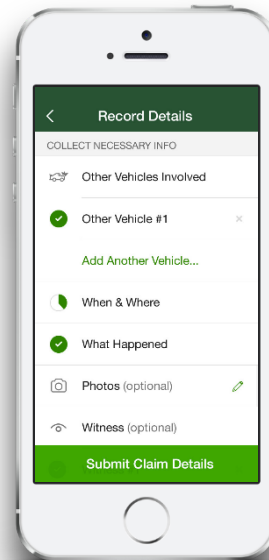 Record Details
COLLECT NECESSARY INFO
Other Vehicles Involved
Other Vehicle #1
Add Another Vehicle...
When & Where
What Happened
Photos (optional)
Witness (optional)
Submit Claim Details